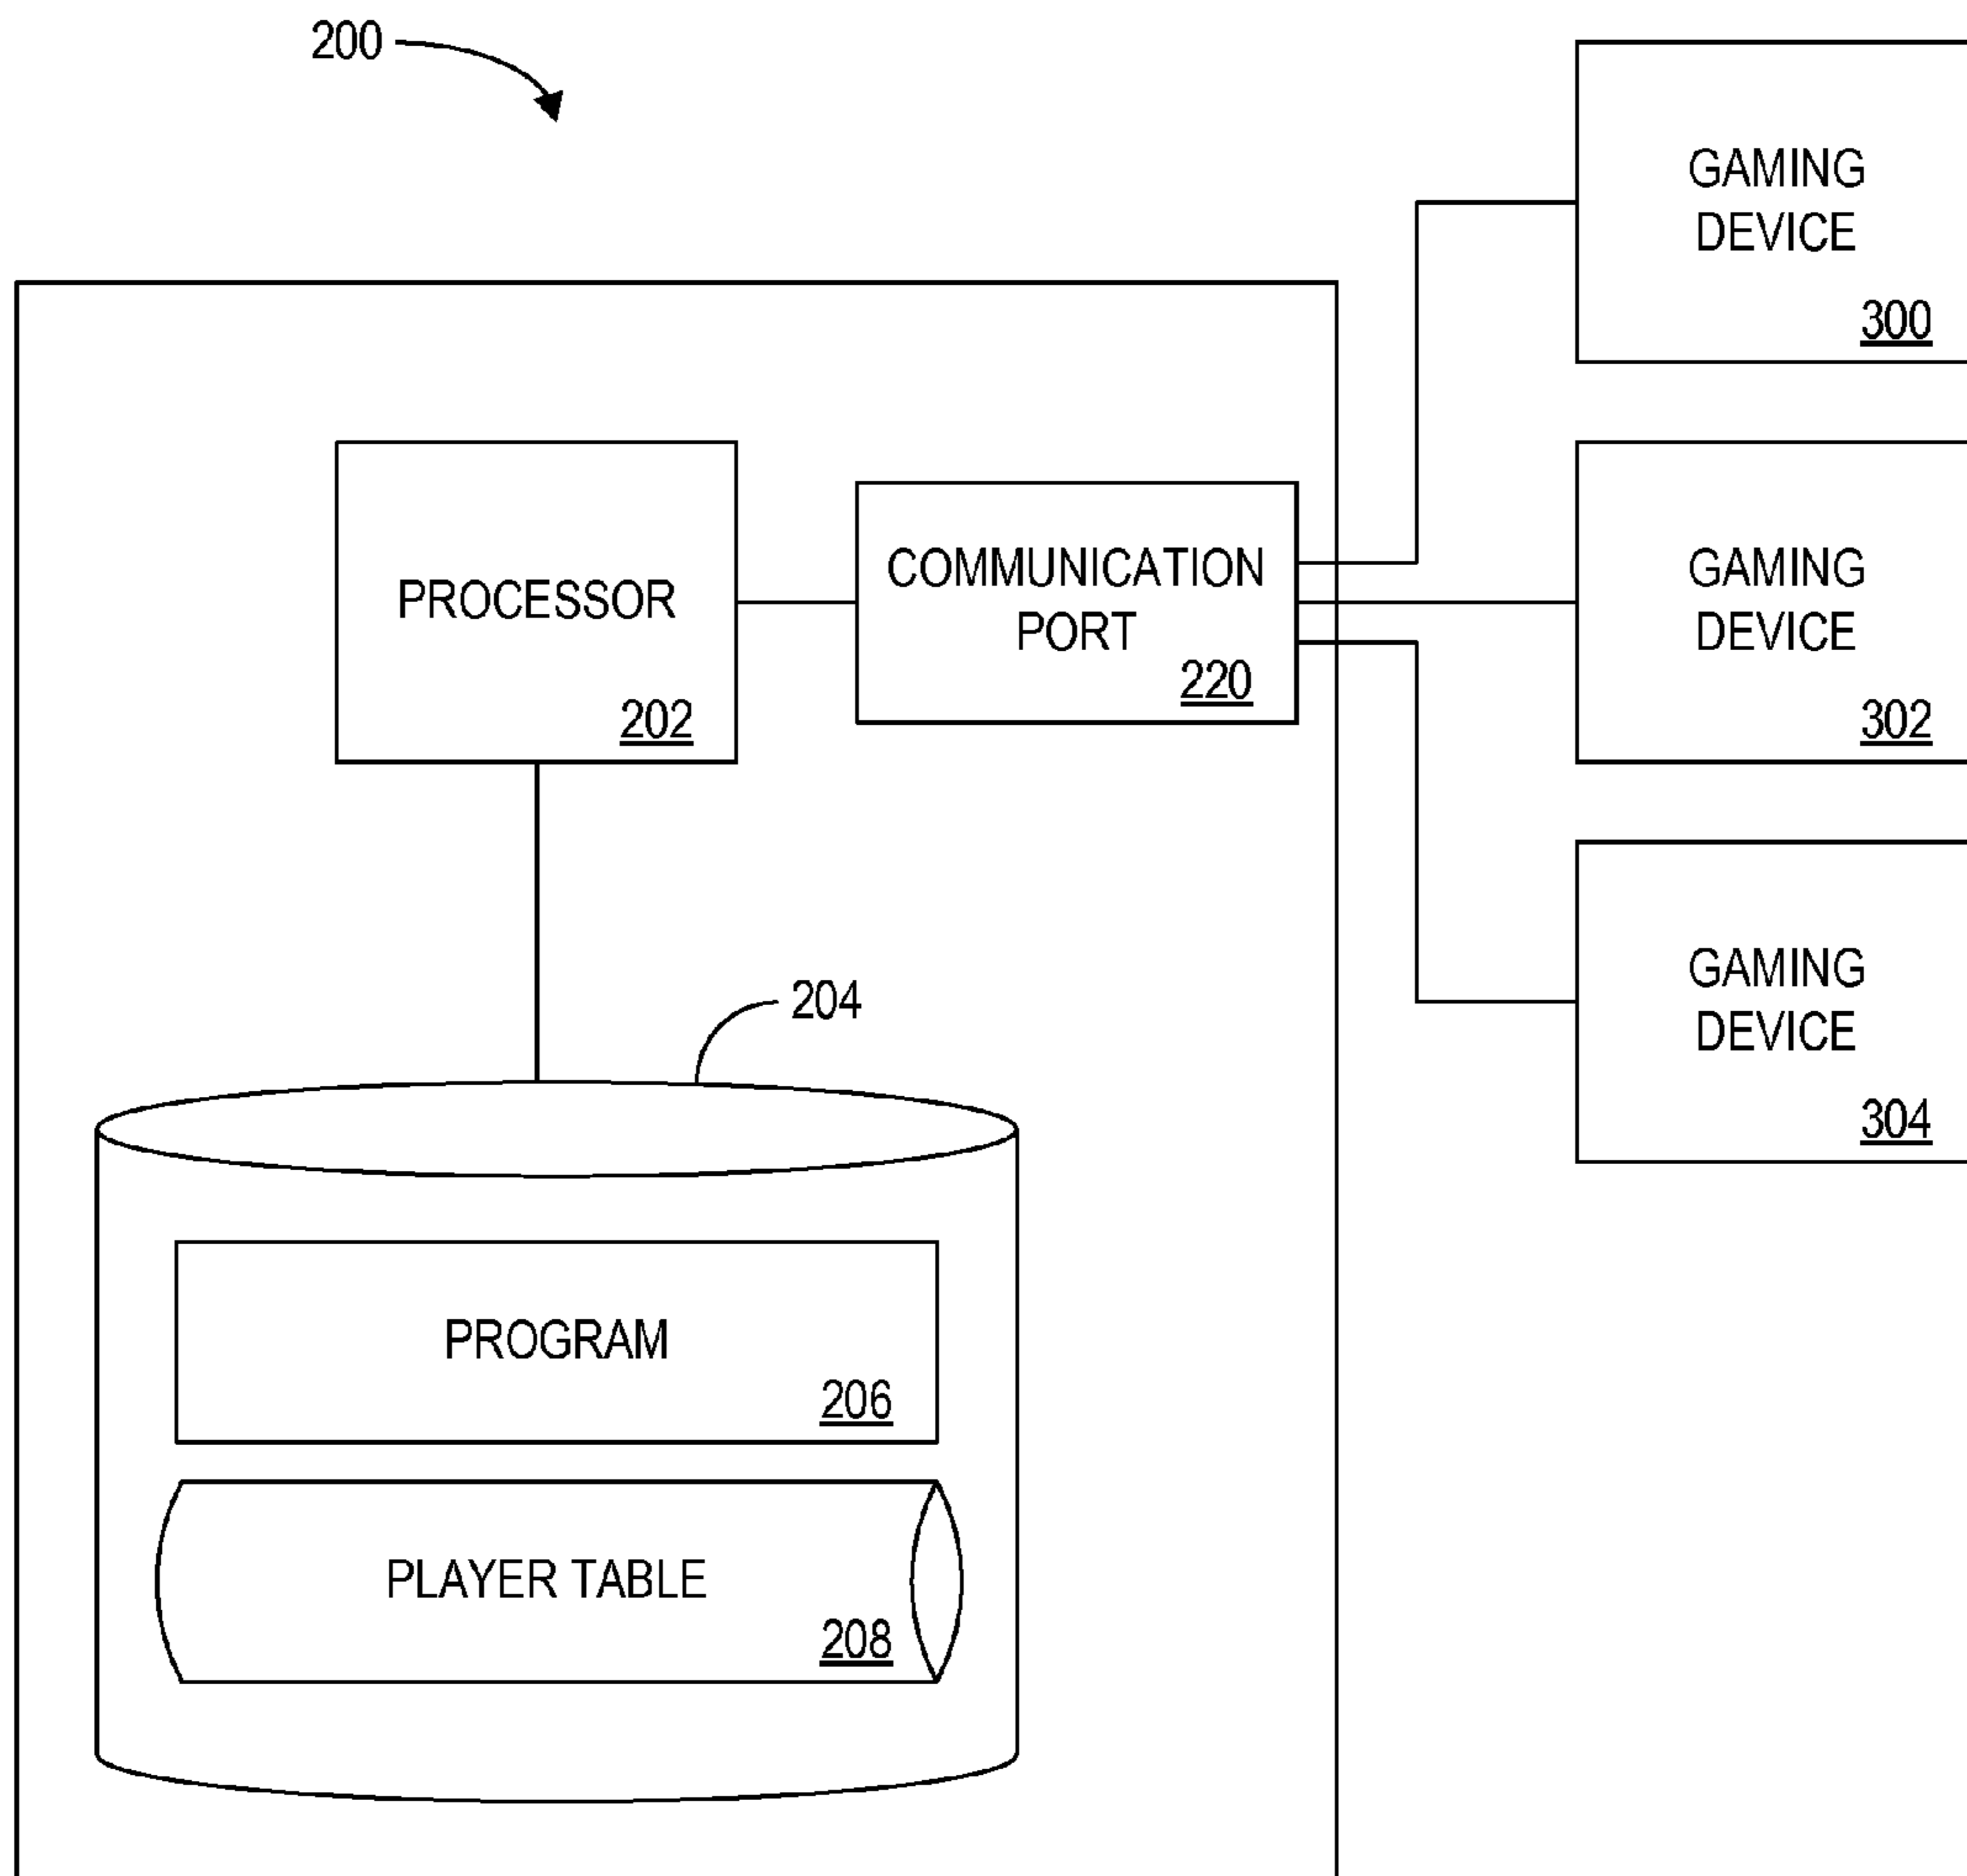 200
GAMING
DEVICE
300
PROCESSOR
202
COMMUNICATION
PORT
220
GAMING
DEVICE
302
204
GAMING
DEVICE
304
PROGRAM
206
PLAYER TABLE
208